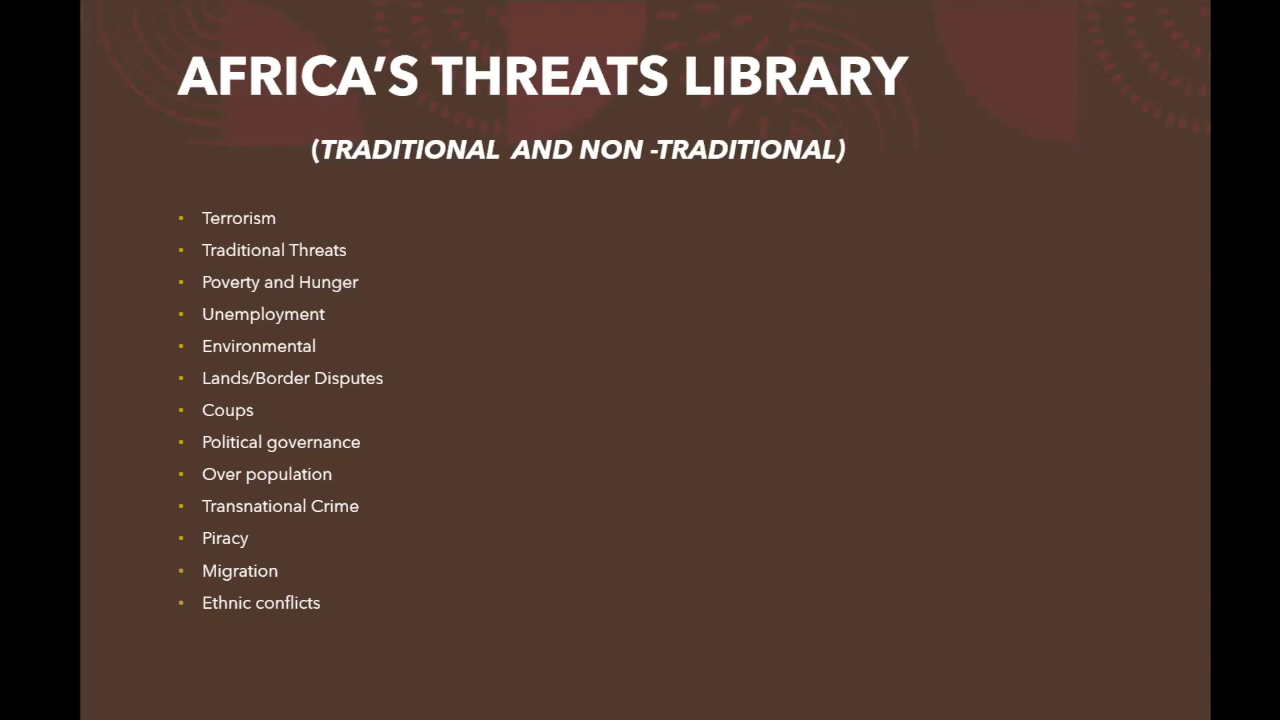 AFRICA’S THREATS LIBRARY
(TRADITIONAL AND NON -TRADITIONAL)
• Terrorism
• Traditional Threats
• Poverty and Hunger
• Unemployment
• Environmental
• Lands/Border Disputes
• Coups
• Political governance
• Over population
• Transnational Crime
• Piracy
• Migration
• Ethnic conflicts